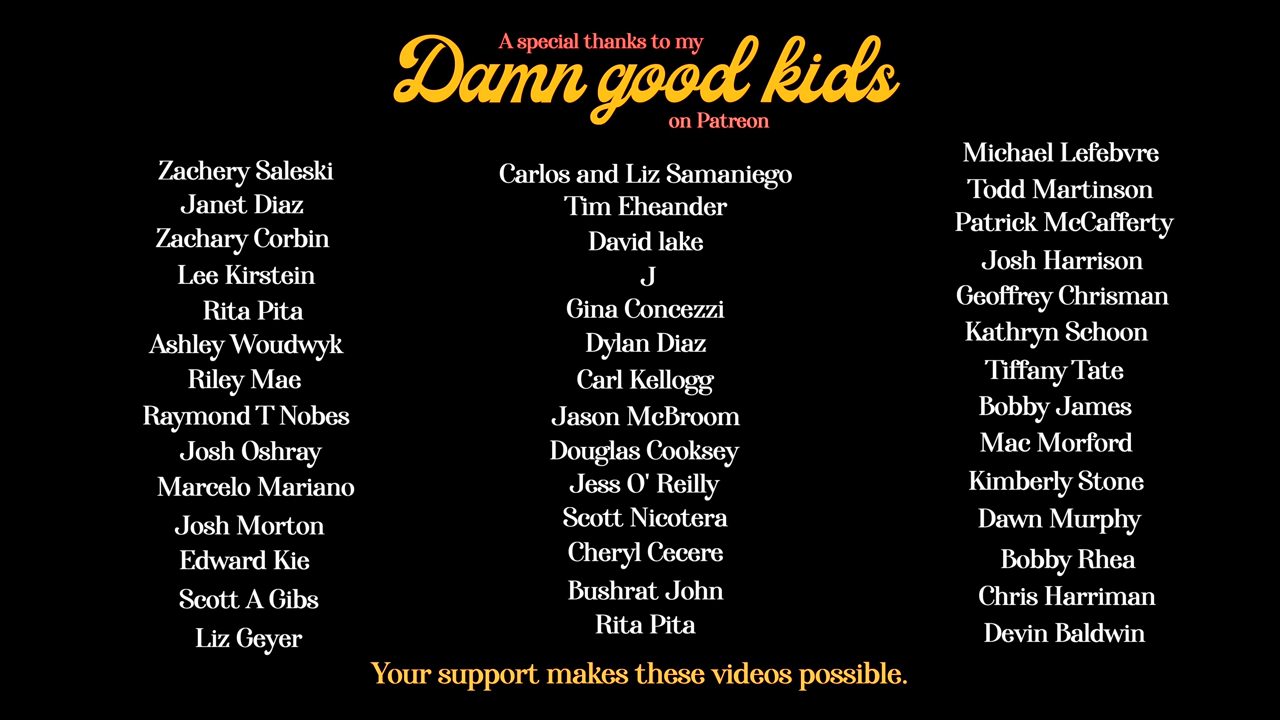 A special thanks to my
Damn good kids
on Patreon
Zachery Saleski
Janet Diaz
Zachary Corbin
Lee Kirstein
Rita Pita
Ashley Woudwyk
Riley Mae
Raymond T Nobes
Josh Oshray
Marcelo Mariano
Josh Morton
Edward Kie
Scott A Gibs
Liz Geyer
Carlos and Liz Samaniego
Tim Eheander
David lake
J
Gina Concezzi
Dylan Diaz
Carl Kellogg
Jason McBroom
Douglas Cooksey
Jess O' Reilly
Scott Nicotera
Cheryl Cecere
Bushrat John
Rita Pita
Michael Lefebvre
Todd Martinson
Patrick McCafferty
Josh Harrison
Geoffrey Chrisman
Kathryn Schoon
Tiffany Tate
Bobby James
Mac Morford
Kimberly Stone
Dawn Murphy
Bobby Rhea
Chris Harriman
Devin Baldwin
Your support makes these videos possible.